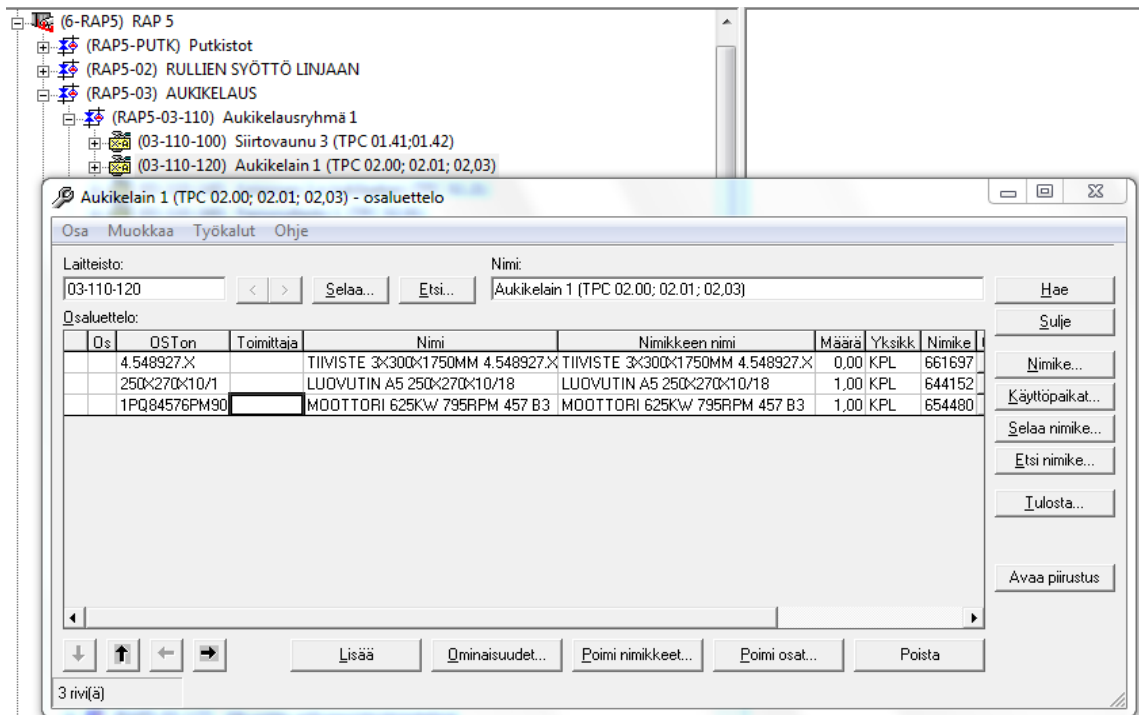 (6-RAP5) RAP 5
(RAP5-PUTK) Putkistot
(RAP5-02) RULLIEN SYÖTTÖ LINJAAN
(RAP5-03) AUKIKELAUS
(RAP5-03-110) Aukikelausryhmä 1
(03-110-100) Siirtovaunu 3 (TPC 01.41;01.42)
(03-110-120) Aukikelain 1 (TPC 02.00; 02.01; 02,03)
Aukikelain 1 (TPC 02.00; 02.01; 02,03) - osaluettelo
Osa Muokkaa Työkalut Ohje
Laitteisto: Nimi:
03-110-120 < > Selaa... Etsi... Aukikelain 1 (TPC 02.00; 02.01; 02,03) Hae
Osaluettelo: Sulje
Os OSTon Toimittaja Nimi Nimikkeen nimi Määrä Yksikk Nimike
4.548927.X TIIVISTE 3X300X1750MM 4.548927.X TIIVISTE 3X300X1750MM 4.548927.X 0,00 KPL 661697
250X270X10/1 LUOVUTIN A5 250X270X10/18 LUOVUTIN A5 250X270X10/18 1,00 KPL 644152
1PQ84576PM90 MOOTTORI 625KW 795RPM 457 B3 MOOTTORI 625KW 795RPM 457 B3 1,00 KPL 654480
Nimike...
Käyttöpaikat...
Selaa nimike...
Etsi nimike...
Tulosta...
Avaa piirustus
Lisää Ominaisuudet... Poimi nimikkeet... Poimi osat... Poista
3 rivi(ä)